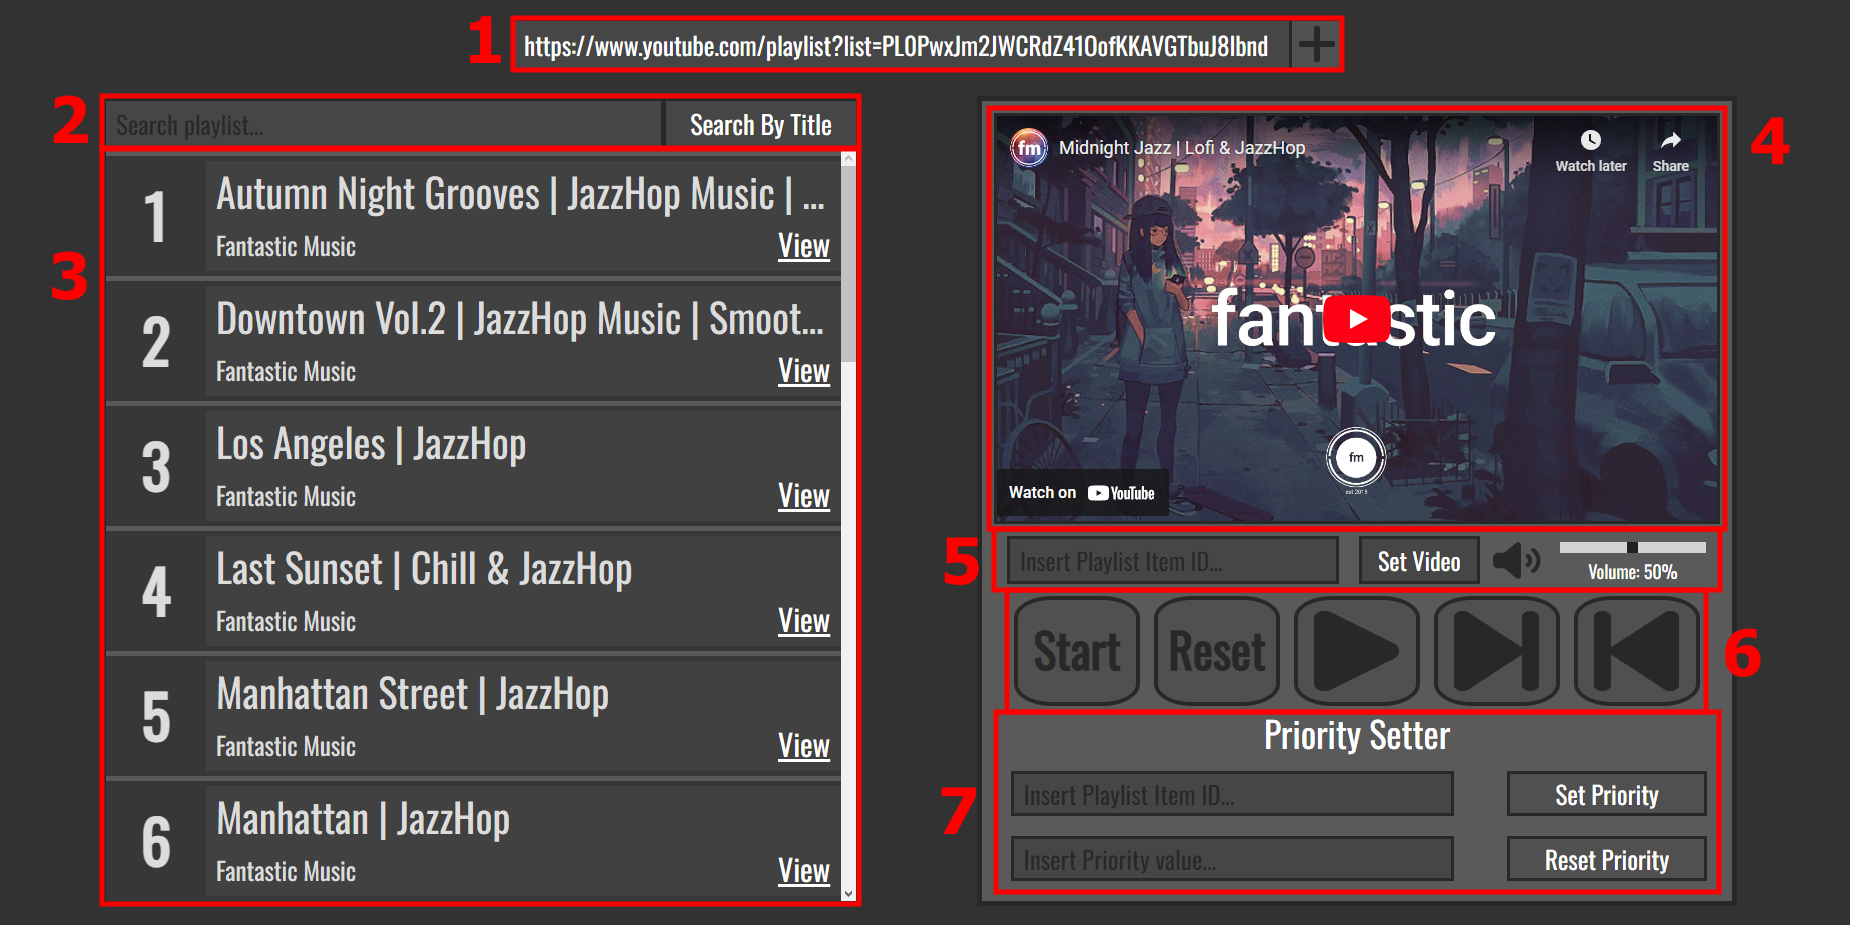 1
https://www.youtube.com/playlist?list=PL0PwxJm2JWCRdZ41OofKKAVGTbuJ8lbnd
2
Search playlist...
Search By Title
3
1
Autumn Night Grooves | JazzHop Music | ...
Fantastic Music
View
2
Downtown Vol.2 | JazzHop Music | Smoot...
Fantastic Music
View
3
Los Angeles | JazzHop
Fantastic Music
View
4
Last Sunset | Chill & JazzHop
Fantastic Music
View
5
Manhattan Street | JazzHop
Fantastic Music
View
6
Manhattan | JazzHop
Fantastic Music
View
4
fm
Midnight Jazz | Lofi & JazzHop
Watch later
Share
fantastic
fm
est.2015
Watch on YouTube
5
Insert Playlist Item ID...
Set Video
Volume: 50%
6
Start
Reset
7
Priority Setter
Insert Playlist Item ID...
Set Priority
Insert Priority value...
Reset Priority